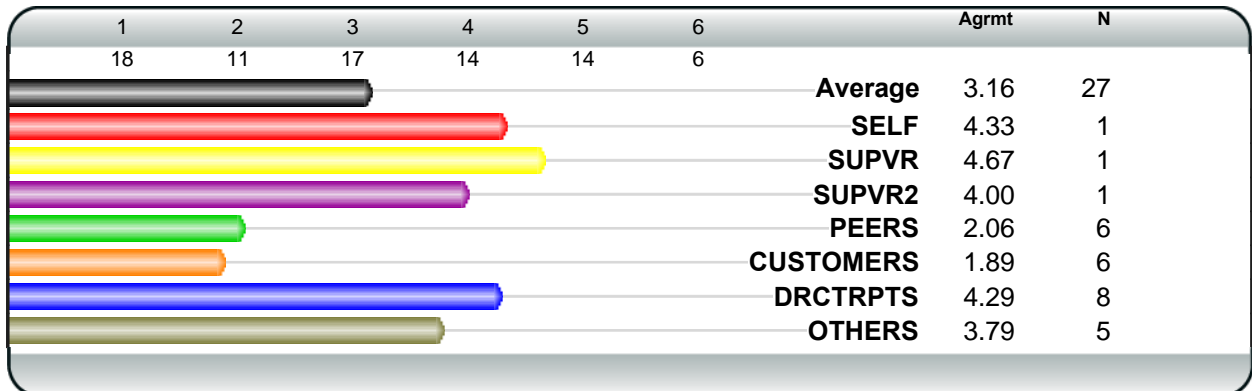 1 2 3 4 5 6 Agrmt N
18 11 17 14 14 6
Average 3.16 27
SELF 4.33 1
SUPVR 4.67 1
SUPVR2 4.00 1
PEERS 2.06 6
CUSTOMERS 1.89 6
DRCTRPTS 4.29 8
OTHERS 3.79 5